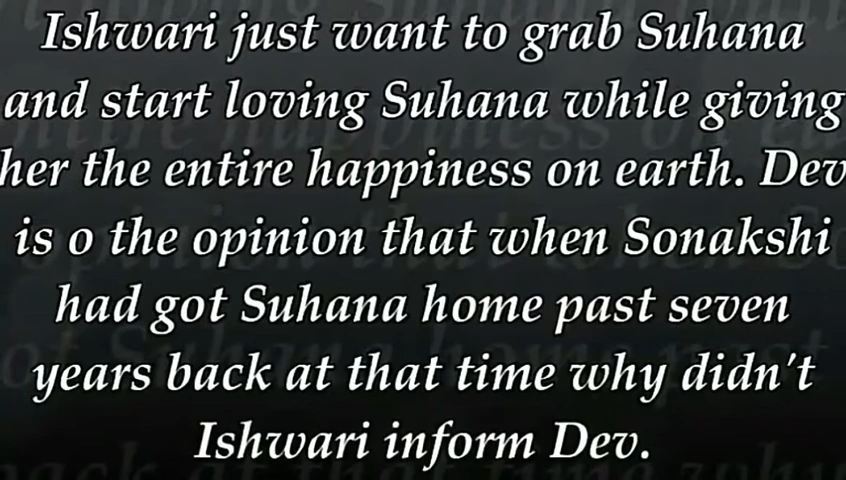 Ishwari just want to grab Suhana
and start loving Suhana while giving
her the entire happiness on earth. Dev
is o the opinion that when Sonakshi
had got Suhana home past seven
years back at that time why didn't
Ishwari inform Dev.